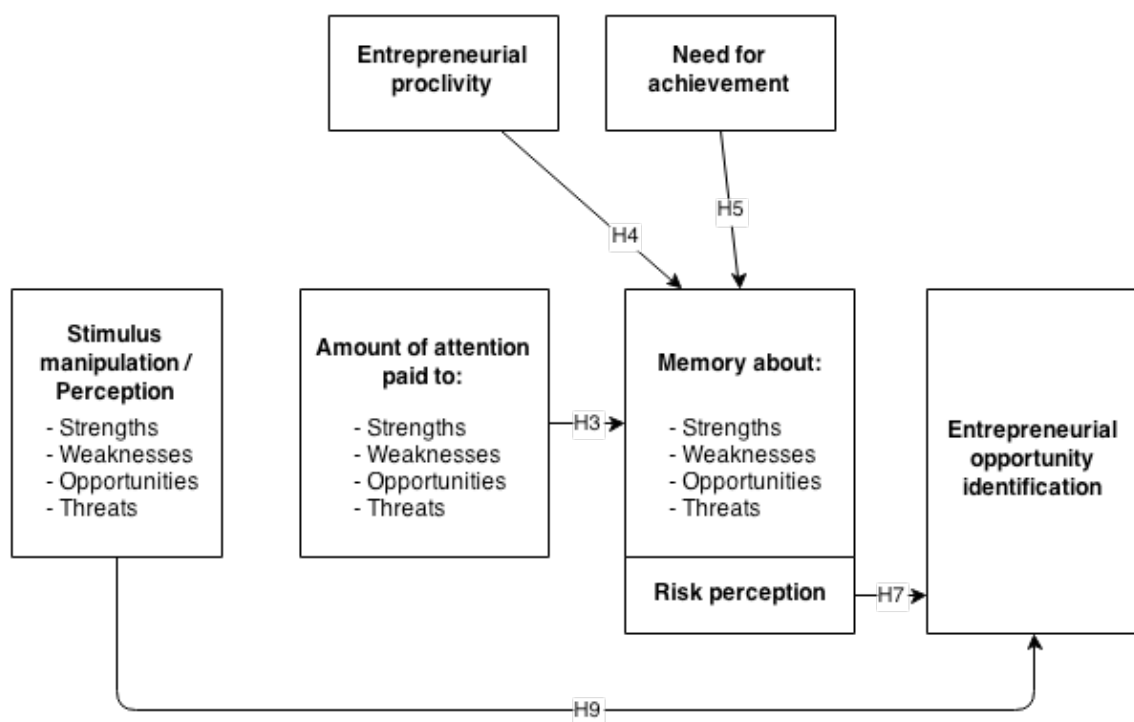 Entrepreneurial
proclivity
Need for
achievement
H4
H5
Stimulus
manipulation /
Perception
- Strengths
- Weaknesses
- Opportunities
- Threats
Amount of attention
paid to:
- Strengths
- Weaknesses
- Opportunities
- Threats
H3
Memory about:
- Strengths
- Weaknesses
- Opportunities
- Threats
Risk perception
H7
Entrepreneurial
opportunity
identification
H9